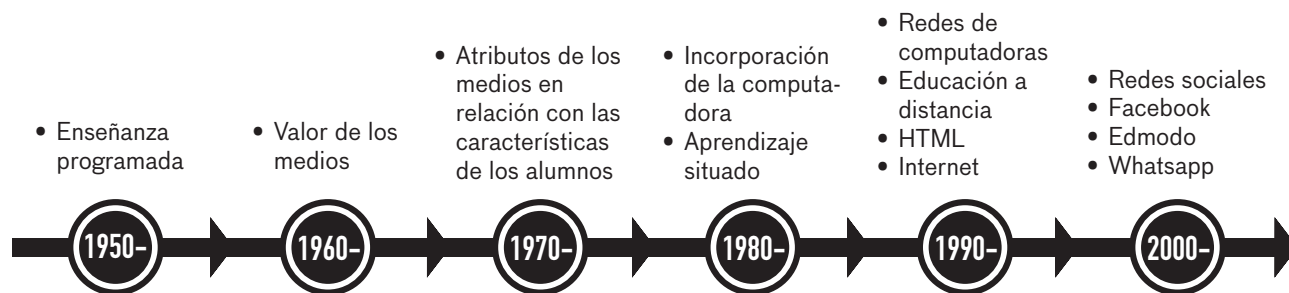 • Enseñanza
programada
• Valor de los
medios
• Atributos de los
medios en
relación con las
características
de los alumnos
• Incorporación
de la computa-
dora
• Aprendizaje
situado
• Redes de
computadoras
• Educación a
distancia
• HTML
• Internet
• Redes sociales
• Facebook
• Edmodo
• Whatsapp
1950-
1960-
1970-
1980-
1990-
2000-